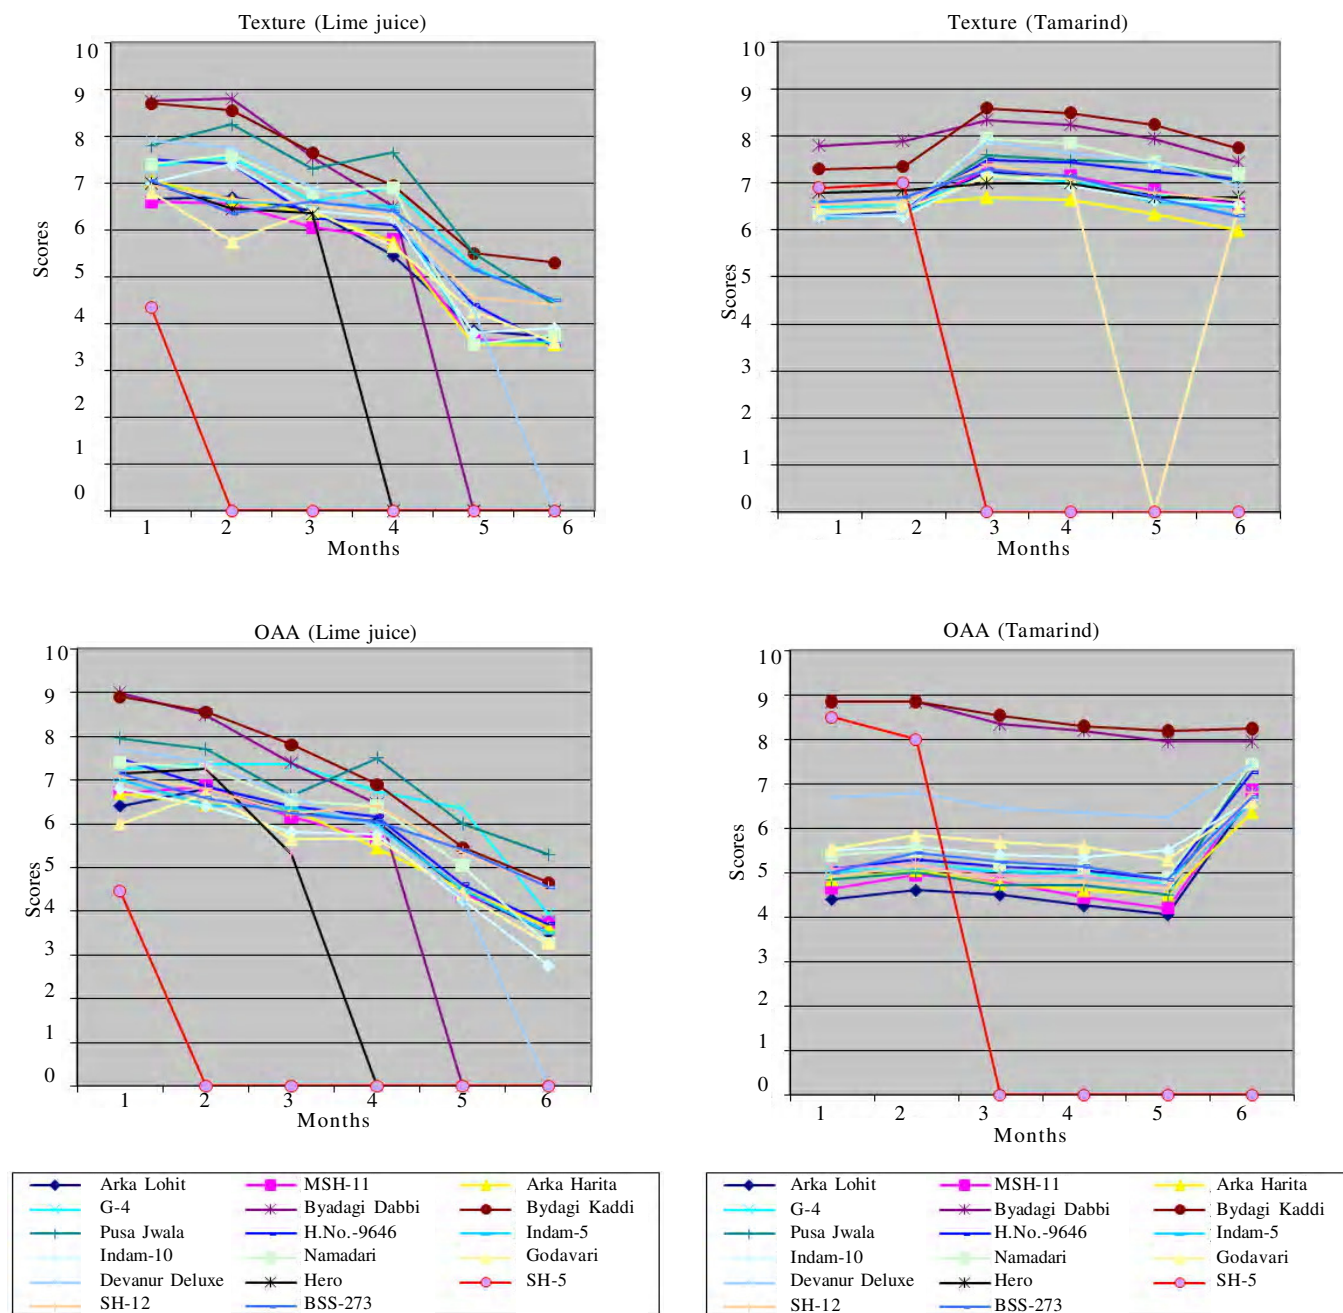 Texture (Lime juice)
10
9
8
7
6
5
4
3
2
1
0
Scores
1 2 3 4 5 6
Months
Texture (Tamarind)
10
9
8
7
6
5
4
3
2
1
0
Scores
1 2 3 4 5 6
Months
OAA (Lime juice)
10
9
8
7
6
5
4
3
2
1
0
Scores
1 2 3 4 5 6
Months
OAA (Tamarind)
10
9
8
7
6
5
4
3
2
1
0
Scores
1 2 3 4 5 6
Months
Arka Lohit MSH-11 Arka Harita
G-4 Byadagi Dabbi Bydagi Kaddi
Pusa Jwala H.No.-9646 Indam-5
Indam-10 Namadari Godavari
Devanur Deluxe Hero SH-5
SH-12 BSS-273
Arka Lohit MSH-11 Arka Harita
G-4 Byadagi Dabbi Bydagi Kaddi
Pusa Jwala H.No.-9646 Indam-5
Indam-10 Namadari Godavari
Devanur Deluxe Hero SH-5
SH-12 BSS-273